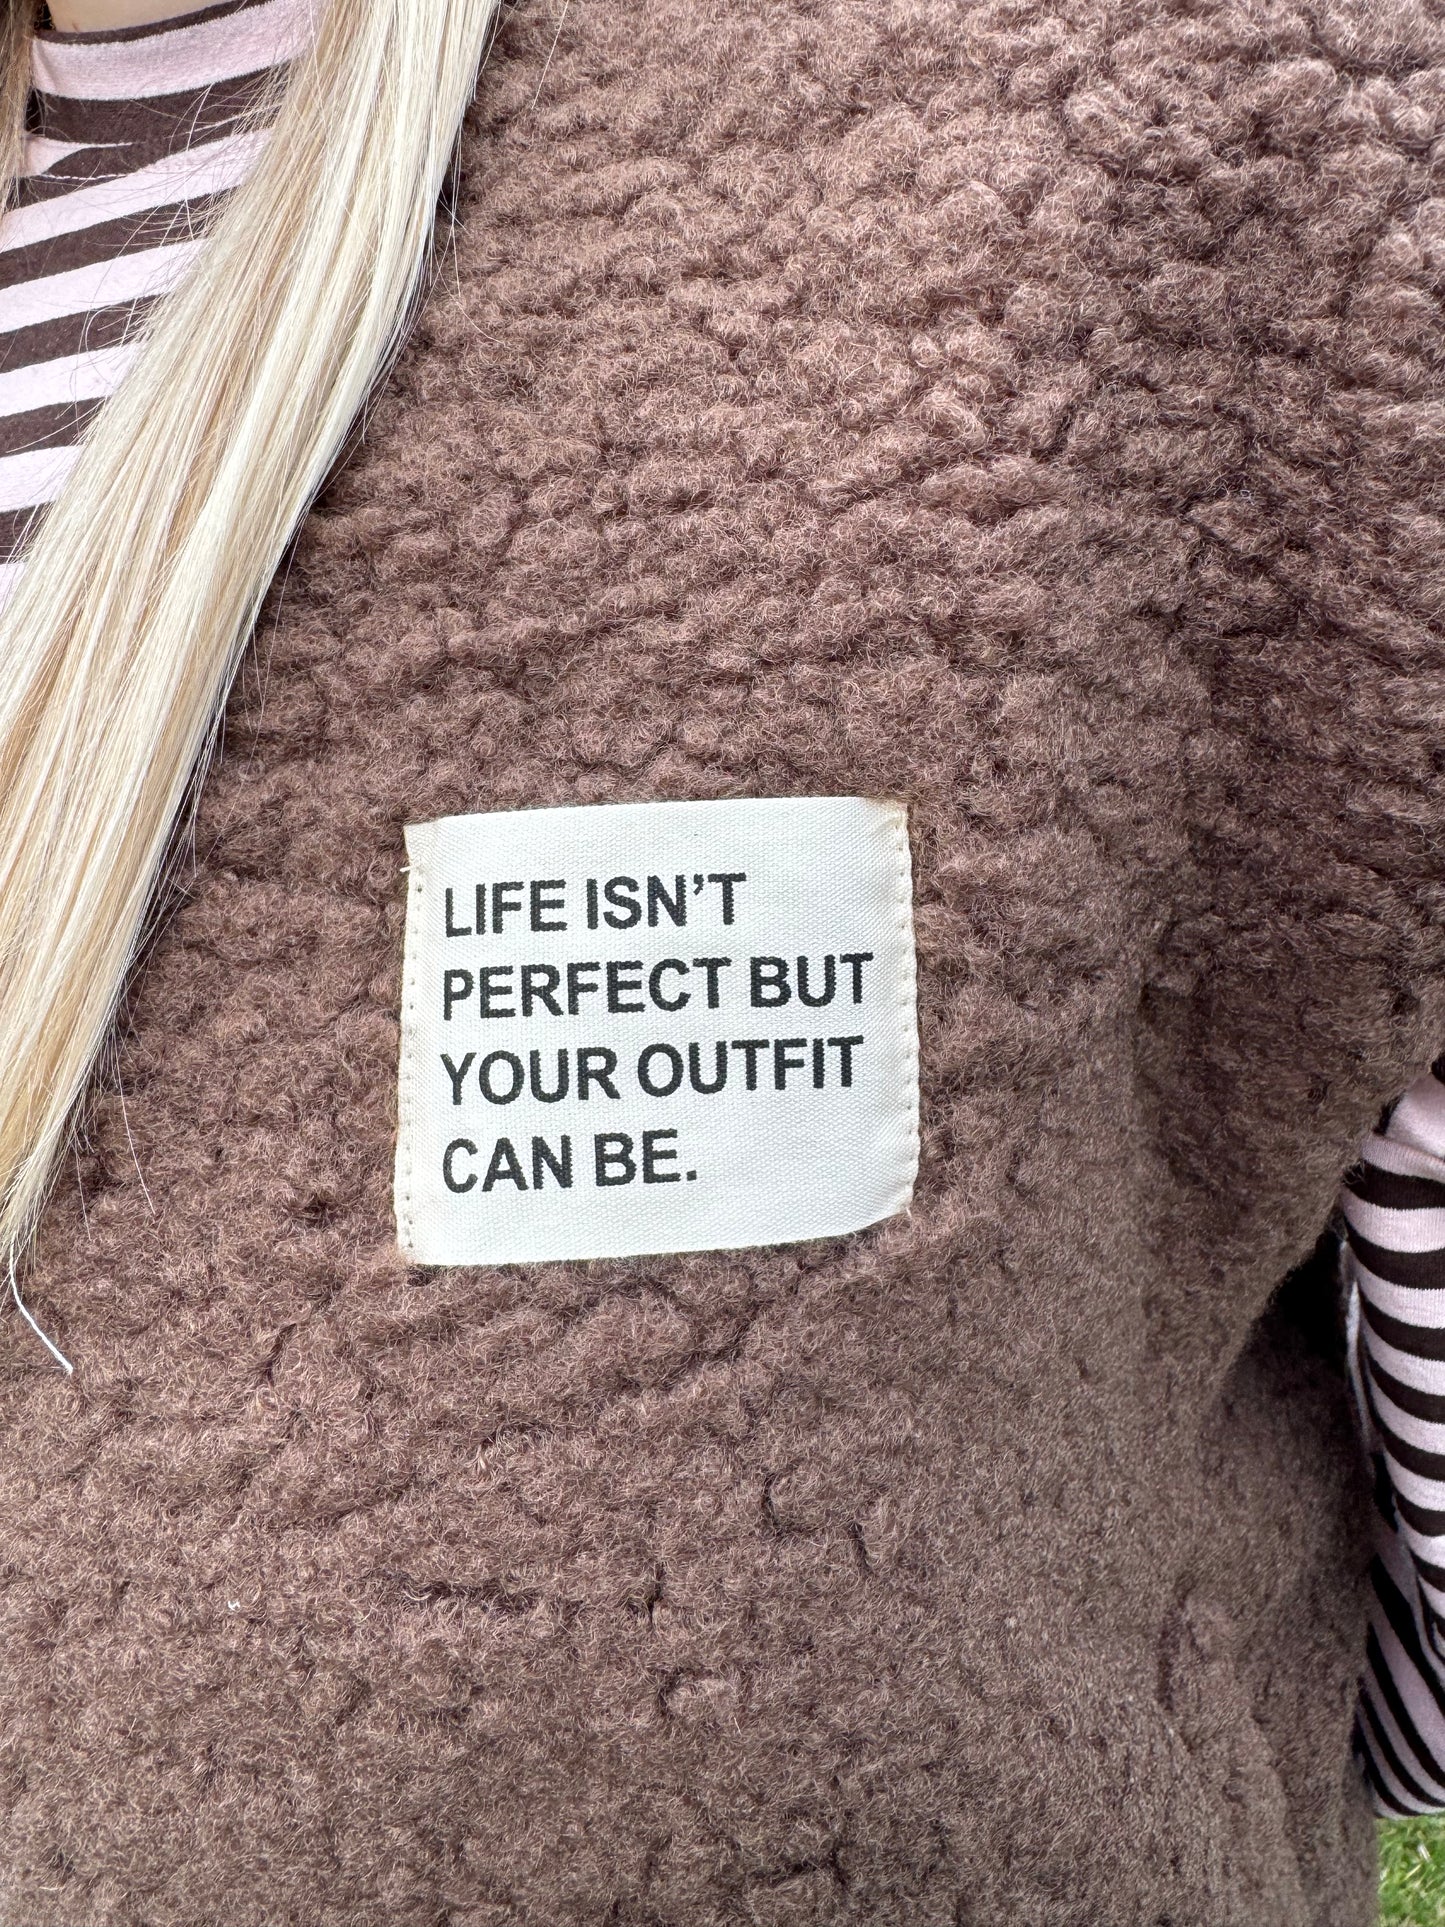 LIFE ISN’T
PERFECT BUT
YOUR OUTFIT
CAN BE.